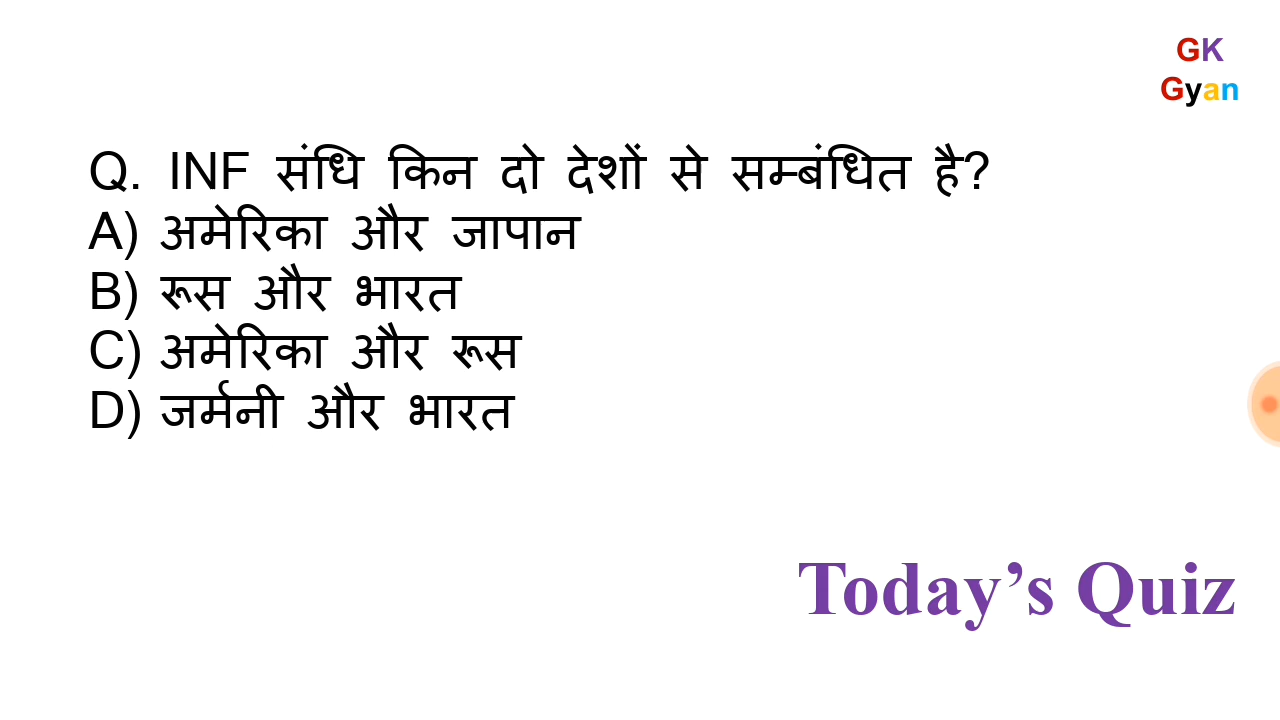 GK
Gyan
Q. INF संधि किन दो देशों से सम्बंधित है?
A) अमेरिका और जापान
B) रूस और भारत
C) अमेरिका और रूस
D) जर्मनी और भारत
Today’s Quiz